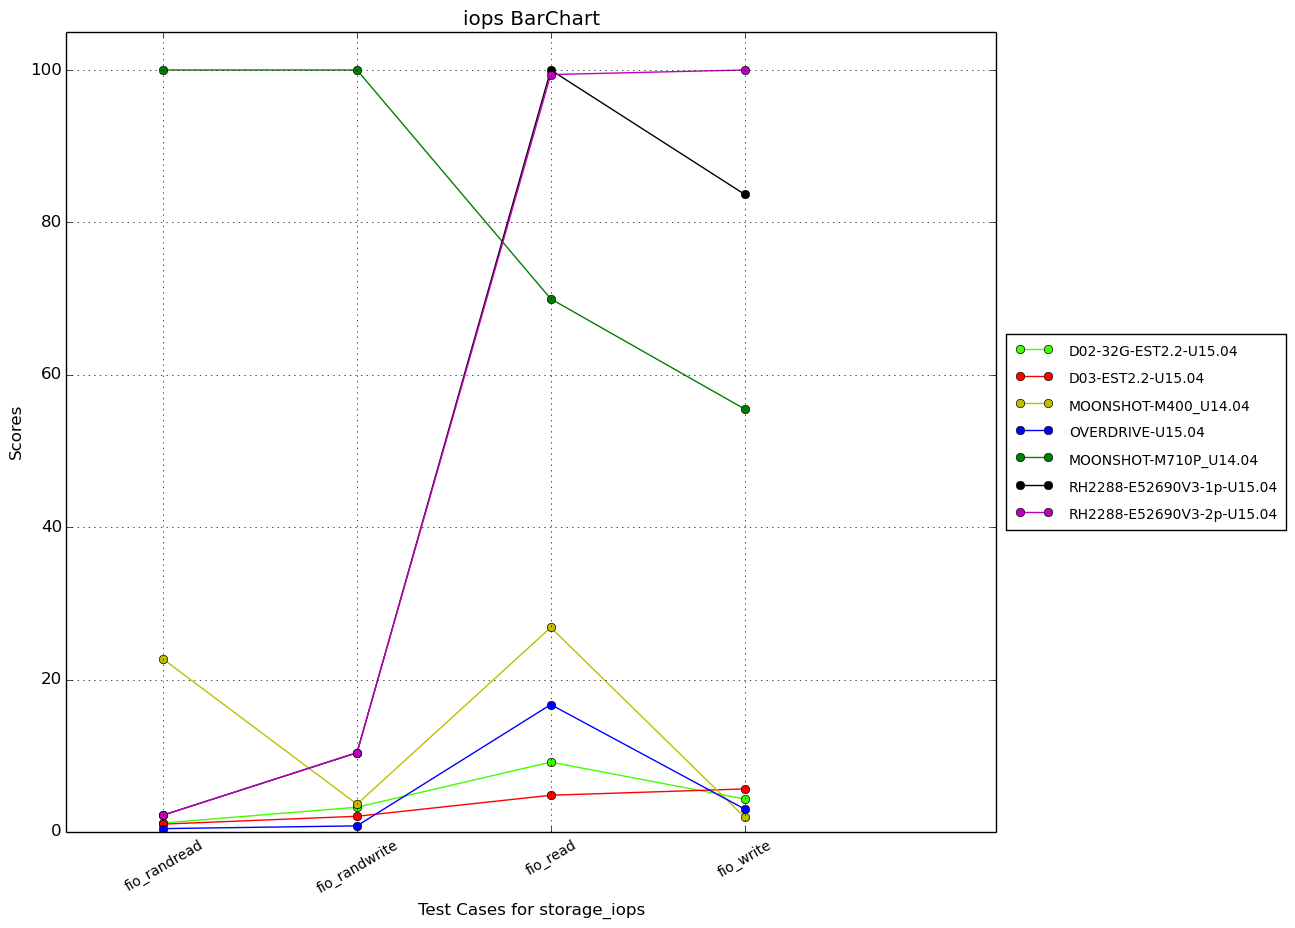 iops BarChart
100
80
60
40
20
0
Scores
fio_randread
fio_randwrite
fio_read
fio_write
Test Cases for storage_iops
D02-32G-EST2.2-U15.04
D03-EST2.2-U15.04
MOONSHOT-M400_U14.04
OVERDRIVE-U15.04
MOONSHOT-M710P_U14.04
RH2288-E52690V3-1p-U15.04
RH2288-E52690V3-2p-U15.04